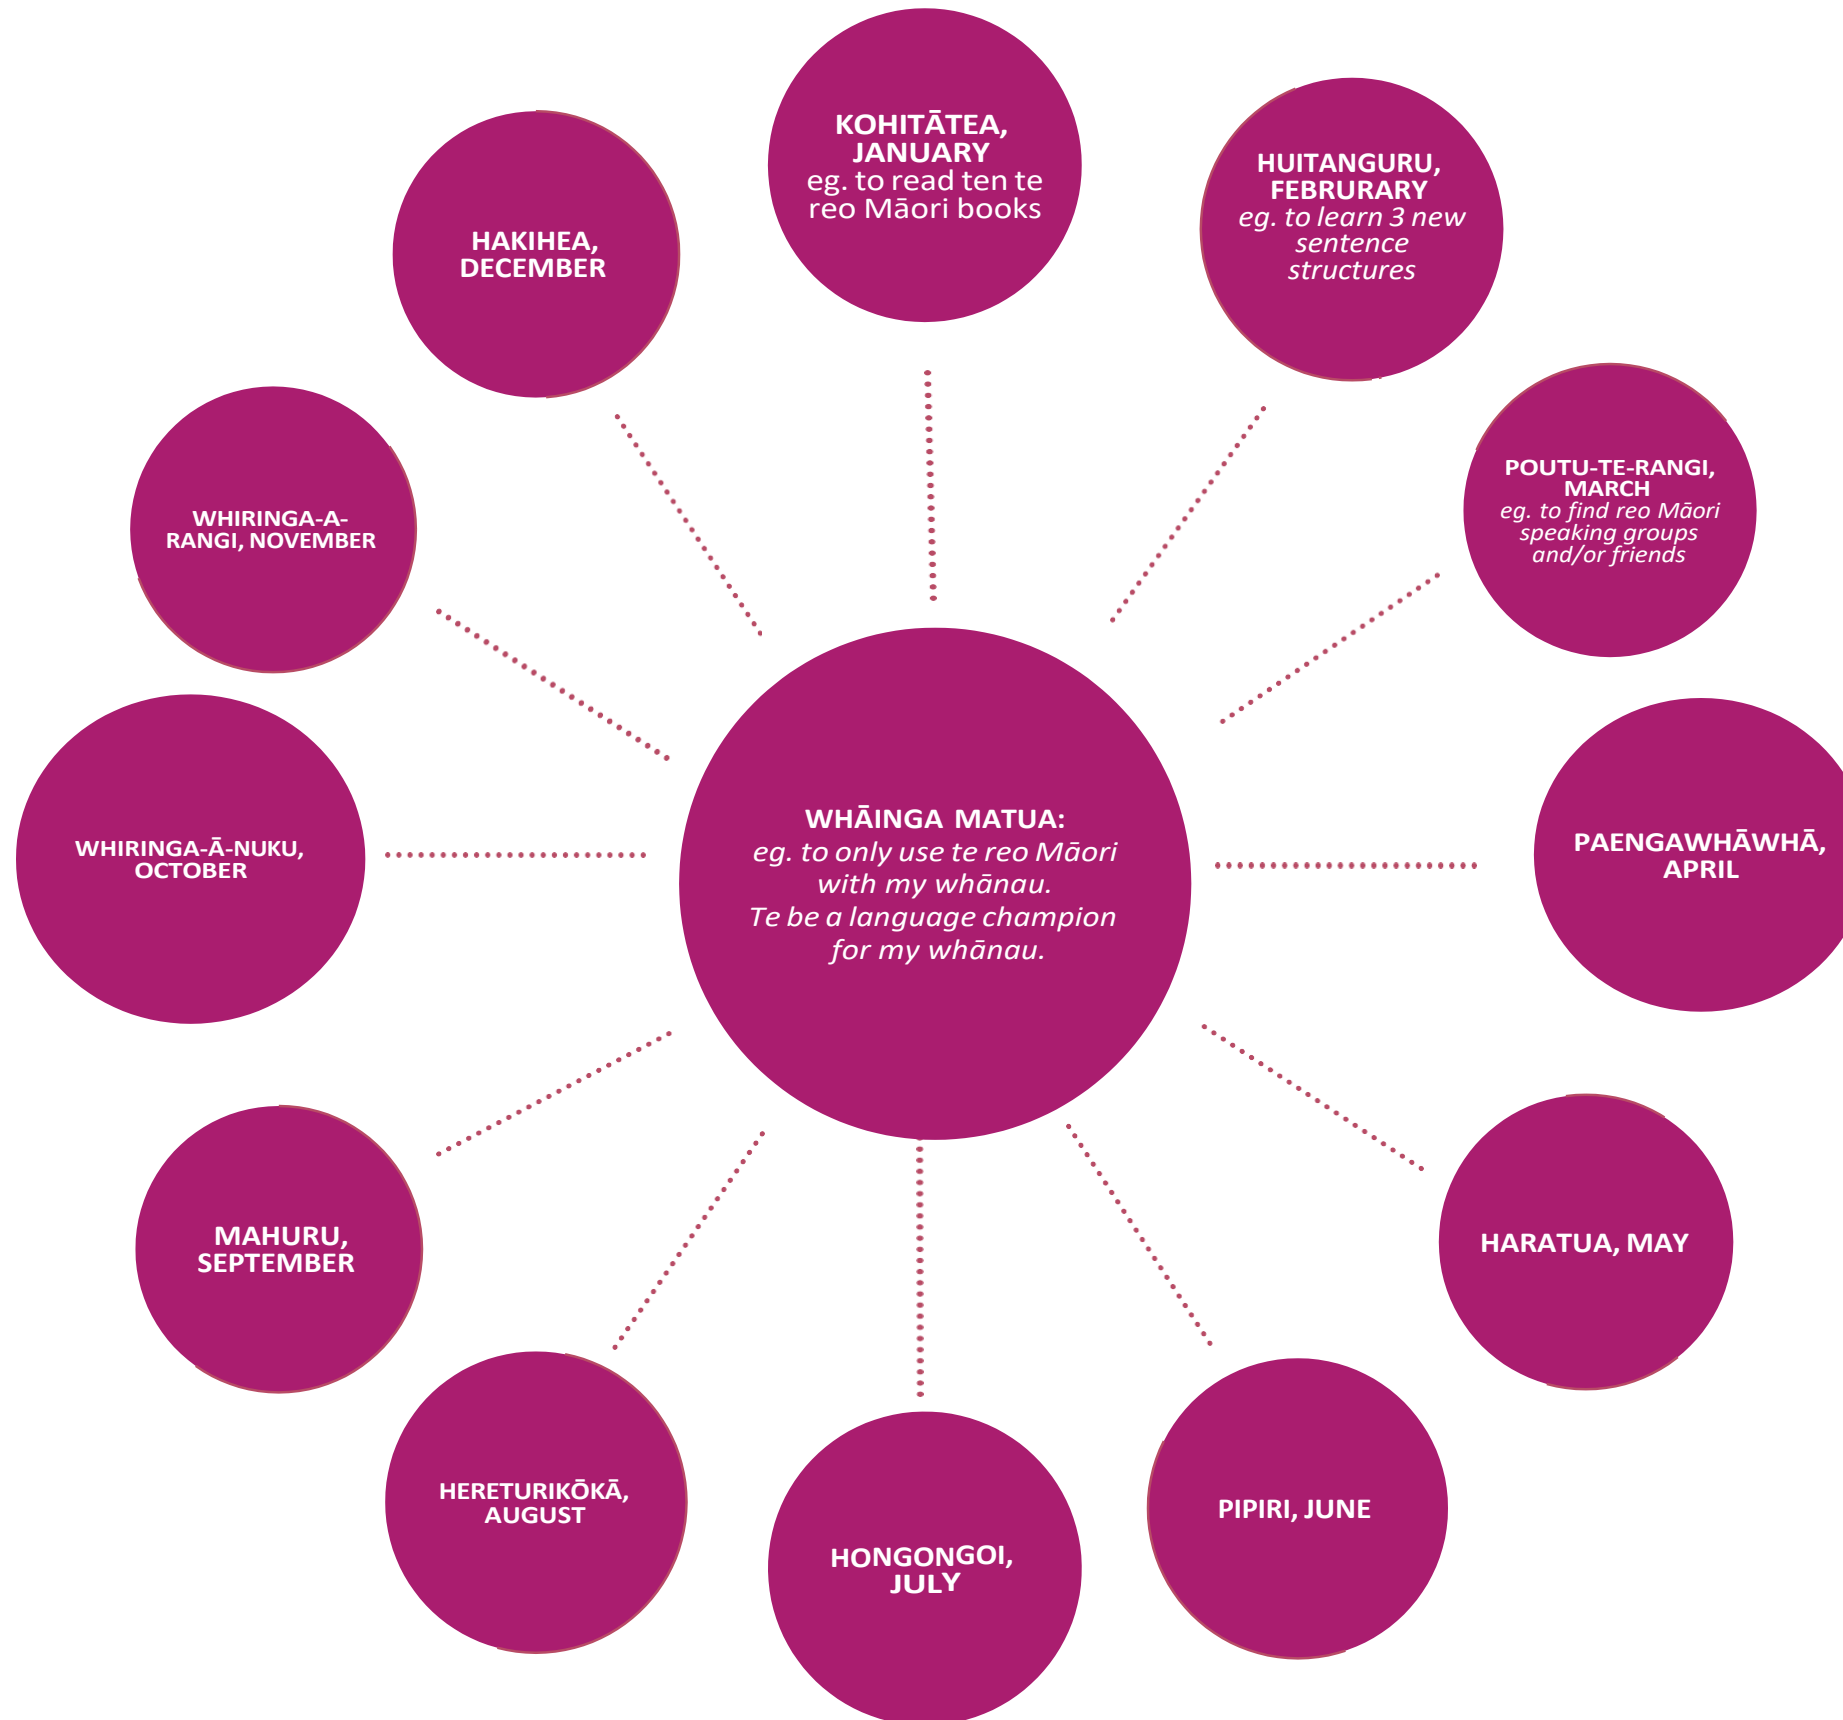 KOHITĀTEA,
JANUARY
eg. to read ten te
reo Māori books
HUITANGURU,
FEBRURARY
eg. to learn 3 new
sentence
structures
POUTU-TE-RANGI,
MARCH
eg. to find reo Māori
speaking groups
and/or friends
PAENGAWHĀWHĀ,
APRIL
HARATUA, MAY
PIPIRI, JUNE
HONGONGOI,
JULY
HERETURIKŌKĀ,
AUGUST
MAHURU,
SEPTEMBER
WHIRINGA-Ā-NUKU,
OCTOBER
WHIRINGA-A-
RANGI, NOVEMBER
HAKIHEA,
DECEMBER
WHĀINGA MATUA:
eg. to only use te reo Māori
with my whānau.
Te be a language champion
for my whānau.